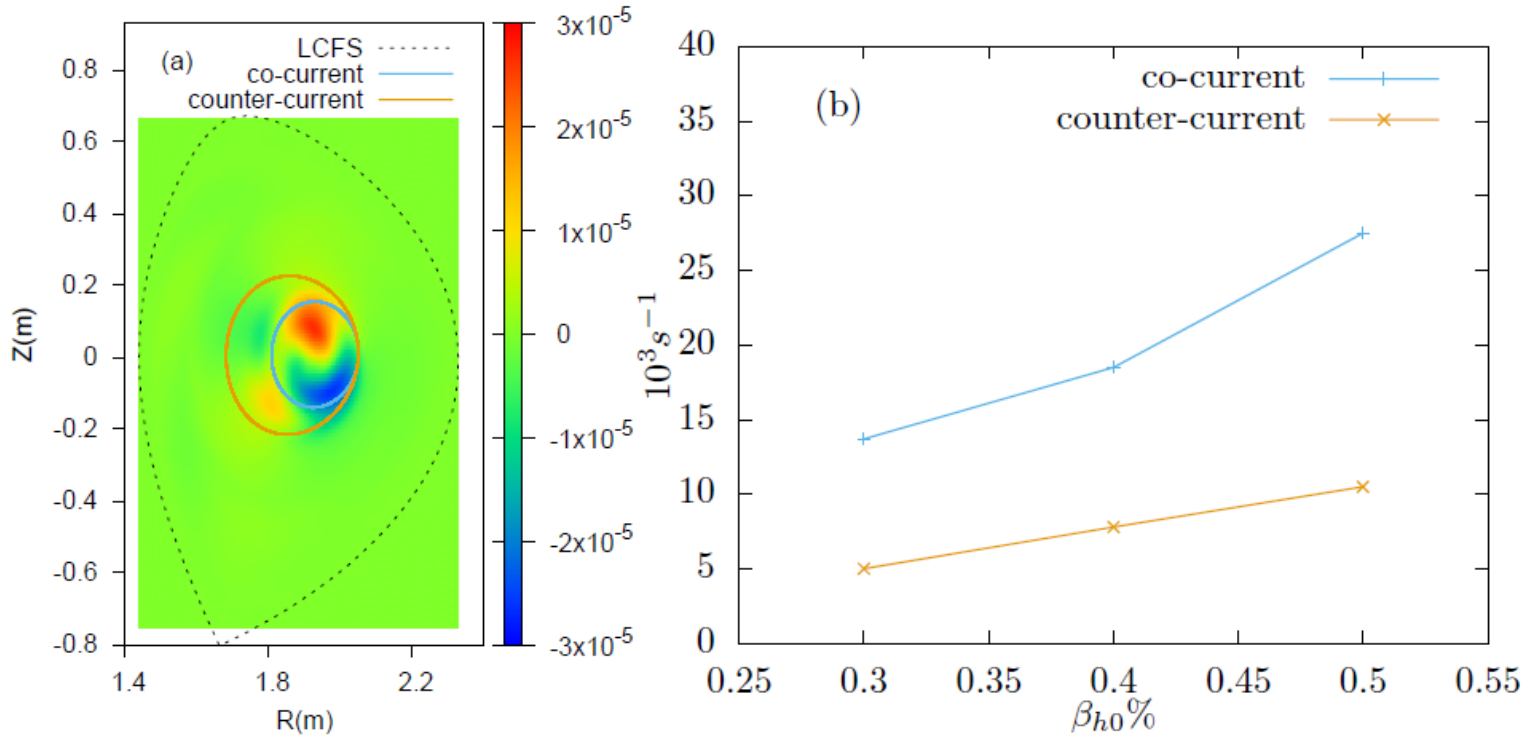 (a)
LCFS
co-current
counter-current
0.8
0.6
0.4
0.2
0
-0.2
-0.4
-0.6
-0.8
Z(m)
1.4
1.8
2.2
R(m)
3x10^-5
2x10^-5
1x10^-5
0
-1x10^-5
-2x10^-5
-3x10^-5
(b)
co-current
counter-current
40
35
30
25
20
15
10
5
0
10³s⁻¹
0.25
0.3
0.35
0.4
0.45
0.5
0.55
β_h0%